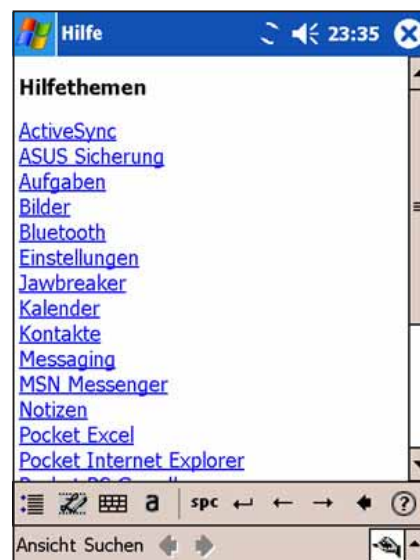 Hilfe 23:35
Hilfethemen
ActiveSync
ASUS Sicherung
Aufgaben
Bilder
Bluetooth
Einstellungen
Jawbreaker
Kalender
Kontakte
Messaging
MSN Messenger
Notizen
Pocket Excel
Pocket Internet Explorer
a spc ?
Ansicht Suchen